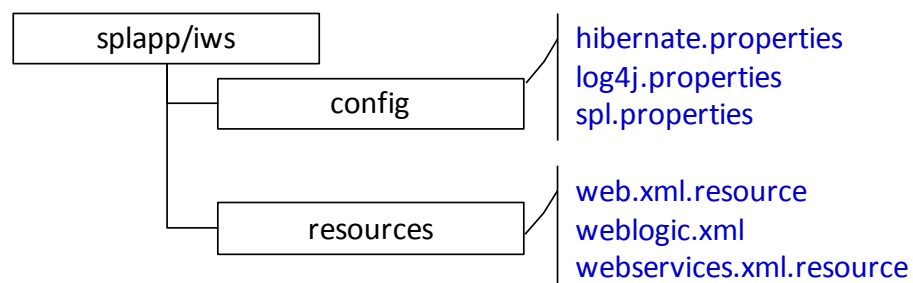 splapp/iws
hibernate.properties
log4j.properties
config
spl.properties
web.xml.resource
resources
weblogic.xml
webservices.xml.resource